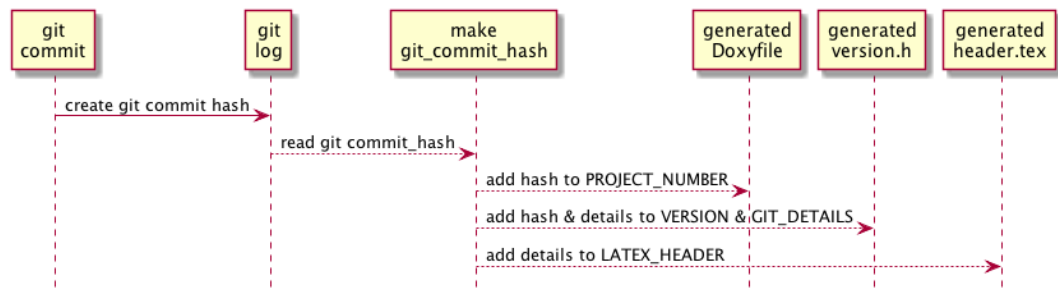 git
commit
git
log
make
git_commit_hash
generated
Doxyfile
generated
version.h
generated
header.tex
create git commit hash
read git commit_hash
add hash to PROJECT_NUMBER
add hash & details to VERSION & GIT_DETAILS
add details to LATEX_HEADER